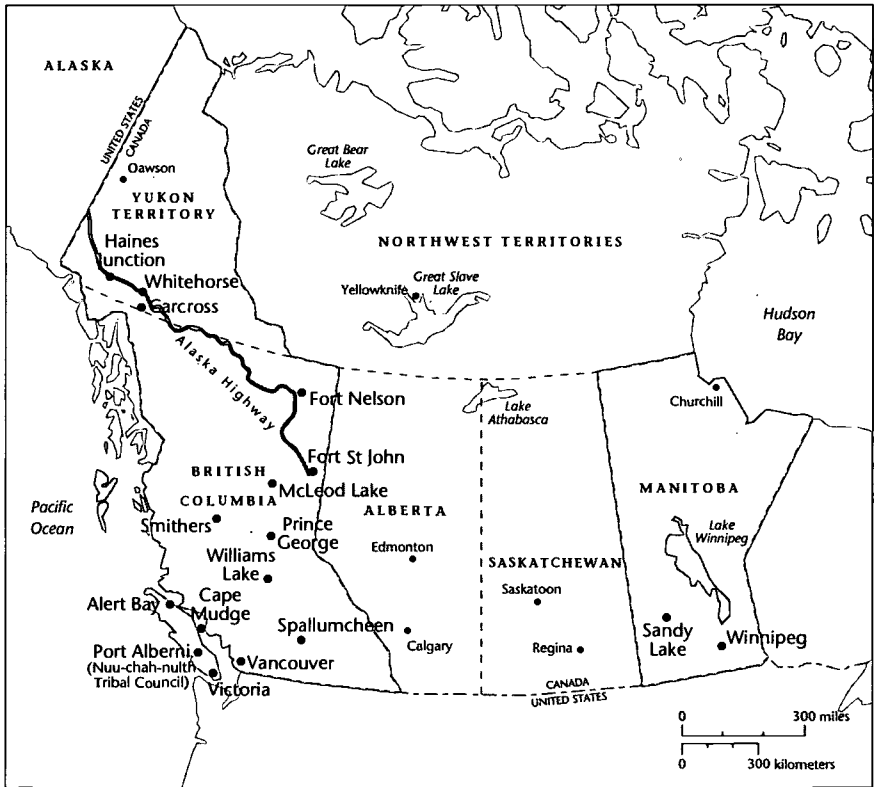 ALASKA
UNITED STATES
CANADA
Oawson
YUKON
TERRITORY
Haines
Junction
Whitehorse
Carcross
Great Bear
Lake
NORTHWEST TERRITORIES
Yellowknife
Great Slave
Lake
Hudson
Bay
Alaska Highway
Fort Nelson
Lake
Athabasca
Churchill
Fort St John
BRITISH
COLUMBIA
McLeod Lake
ALBERTA
MANITOBA
Pacific
Ocean
Smithers
Prince
George
Edmonton
Lake
Winnipeg
Williams
Lake
SASKATCHEWAN
Saskatoon
Alert Bay
Cape
Mudge
Spallumcheen
Calgary
Sandy
Lake
Winnipeg
Regina
Port Alberni
(Nuu-chah-nulth
Tribal Council)
Vancouver
Victoria
CANADA
UNITED STATES
0 300 miles
0 300 kilometers